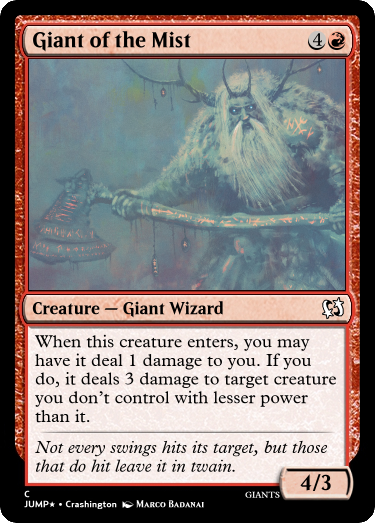 Giant of the Mist 4
Creature — Giant Wizard
When this creature enters, you may
have it deal 1 damage to you. If you
do, it deals 3 damage to target creature
you don't control with lesser power
than it.
Not every swings hits its target, but those
that do hit leave it in twain.
4/3
C GIANTS
JUMP★ • Crashington Marco Badanai